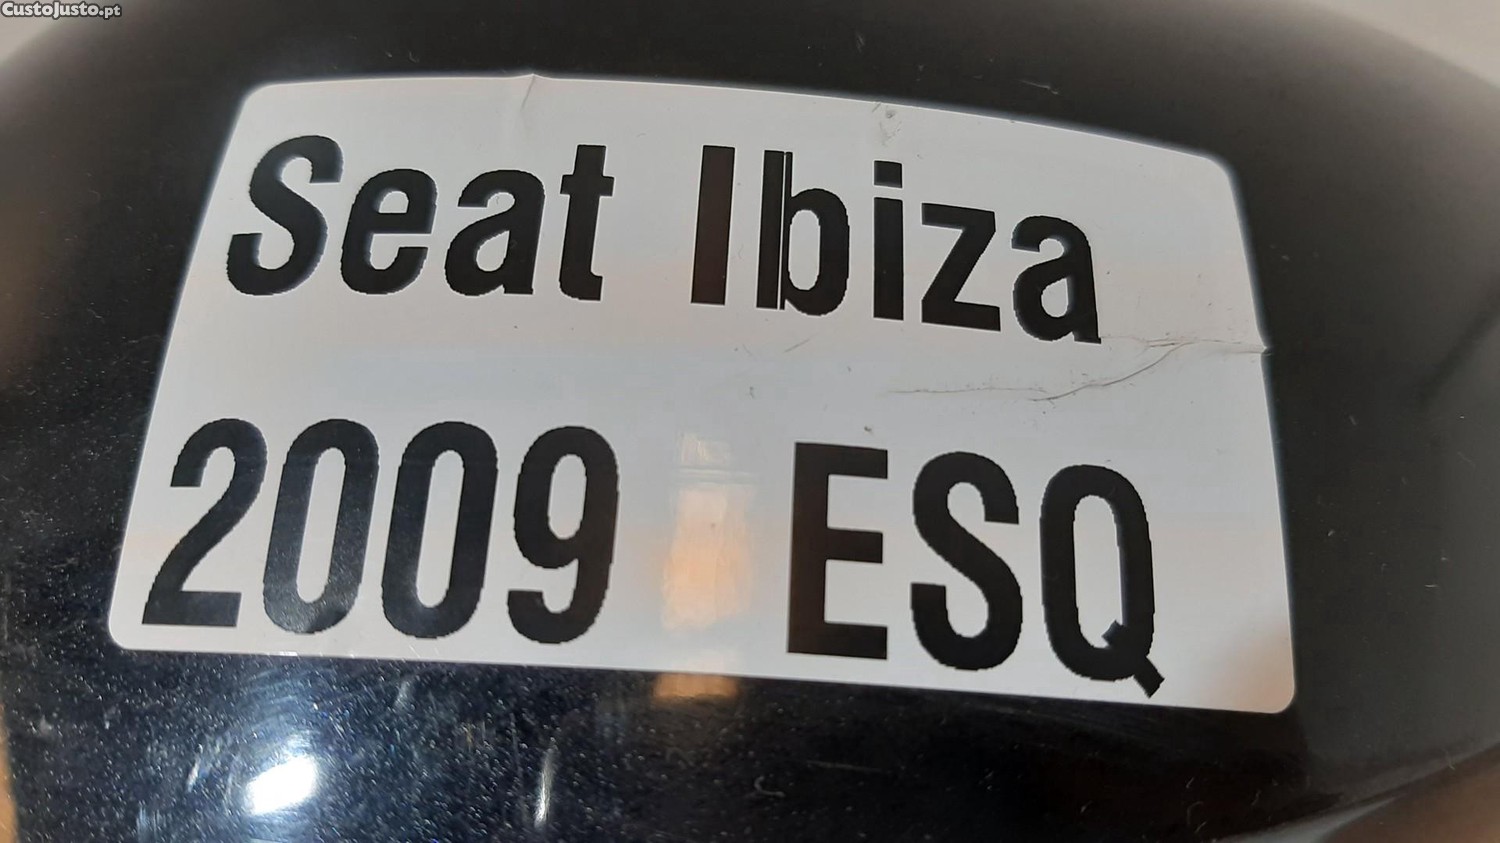 CustoJusto.pt
Seat Ibiza
2009 ESQ